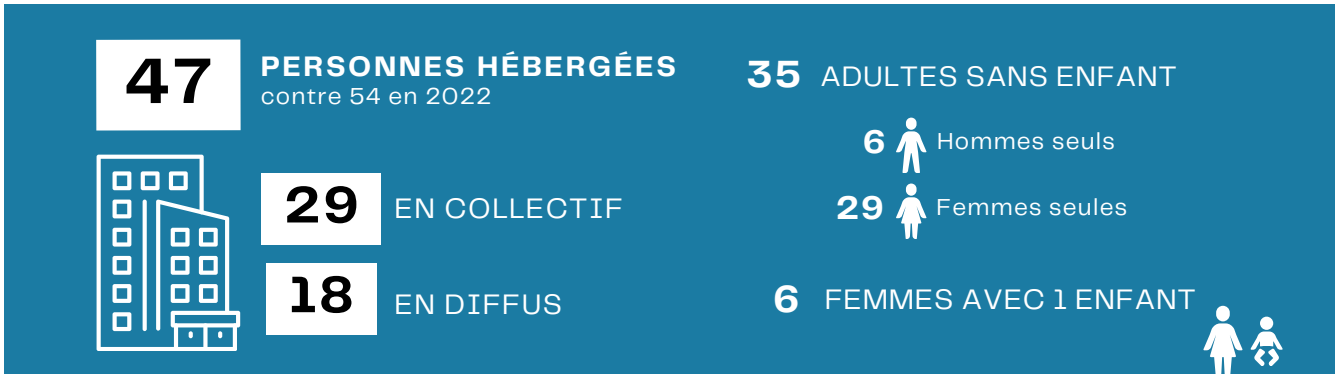 47 PERSONNES HÉBERGÉES
contre 54 en 2022
29 EN COLLECTIF
18 EN DIFFUS
35 ADULTES SANS ENFANT
6 Hommes seuls
29 Femmes seules
6 FEMMES AVEC 1 ENFANT